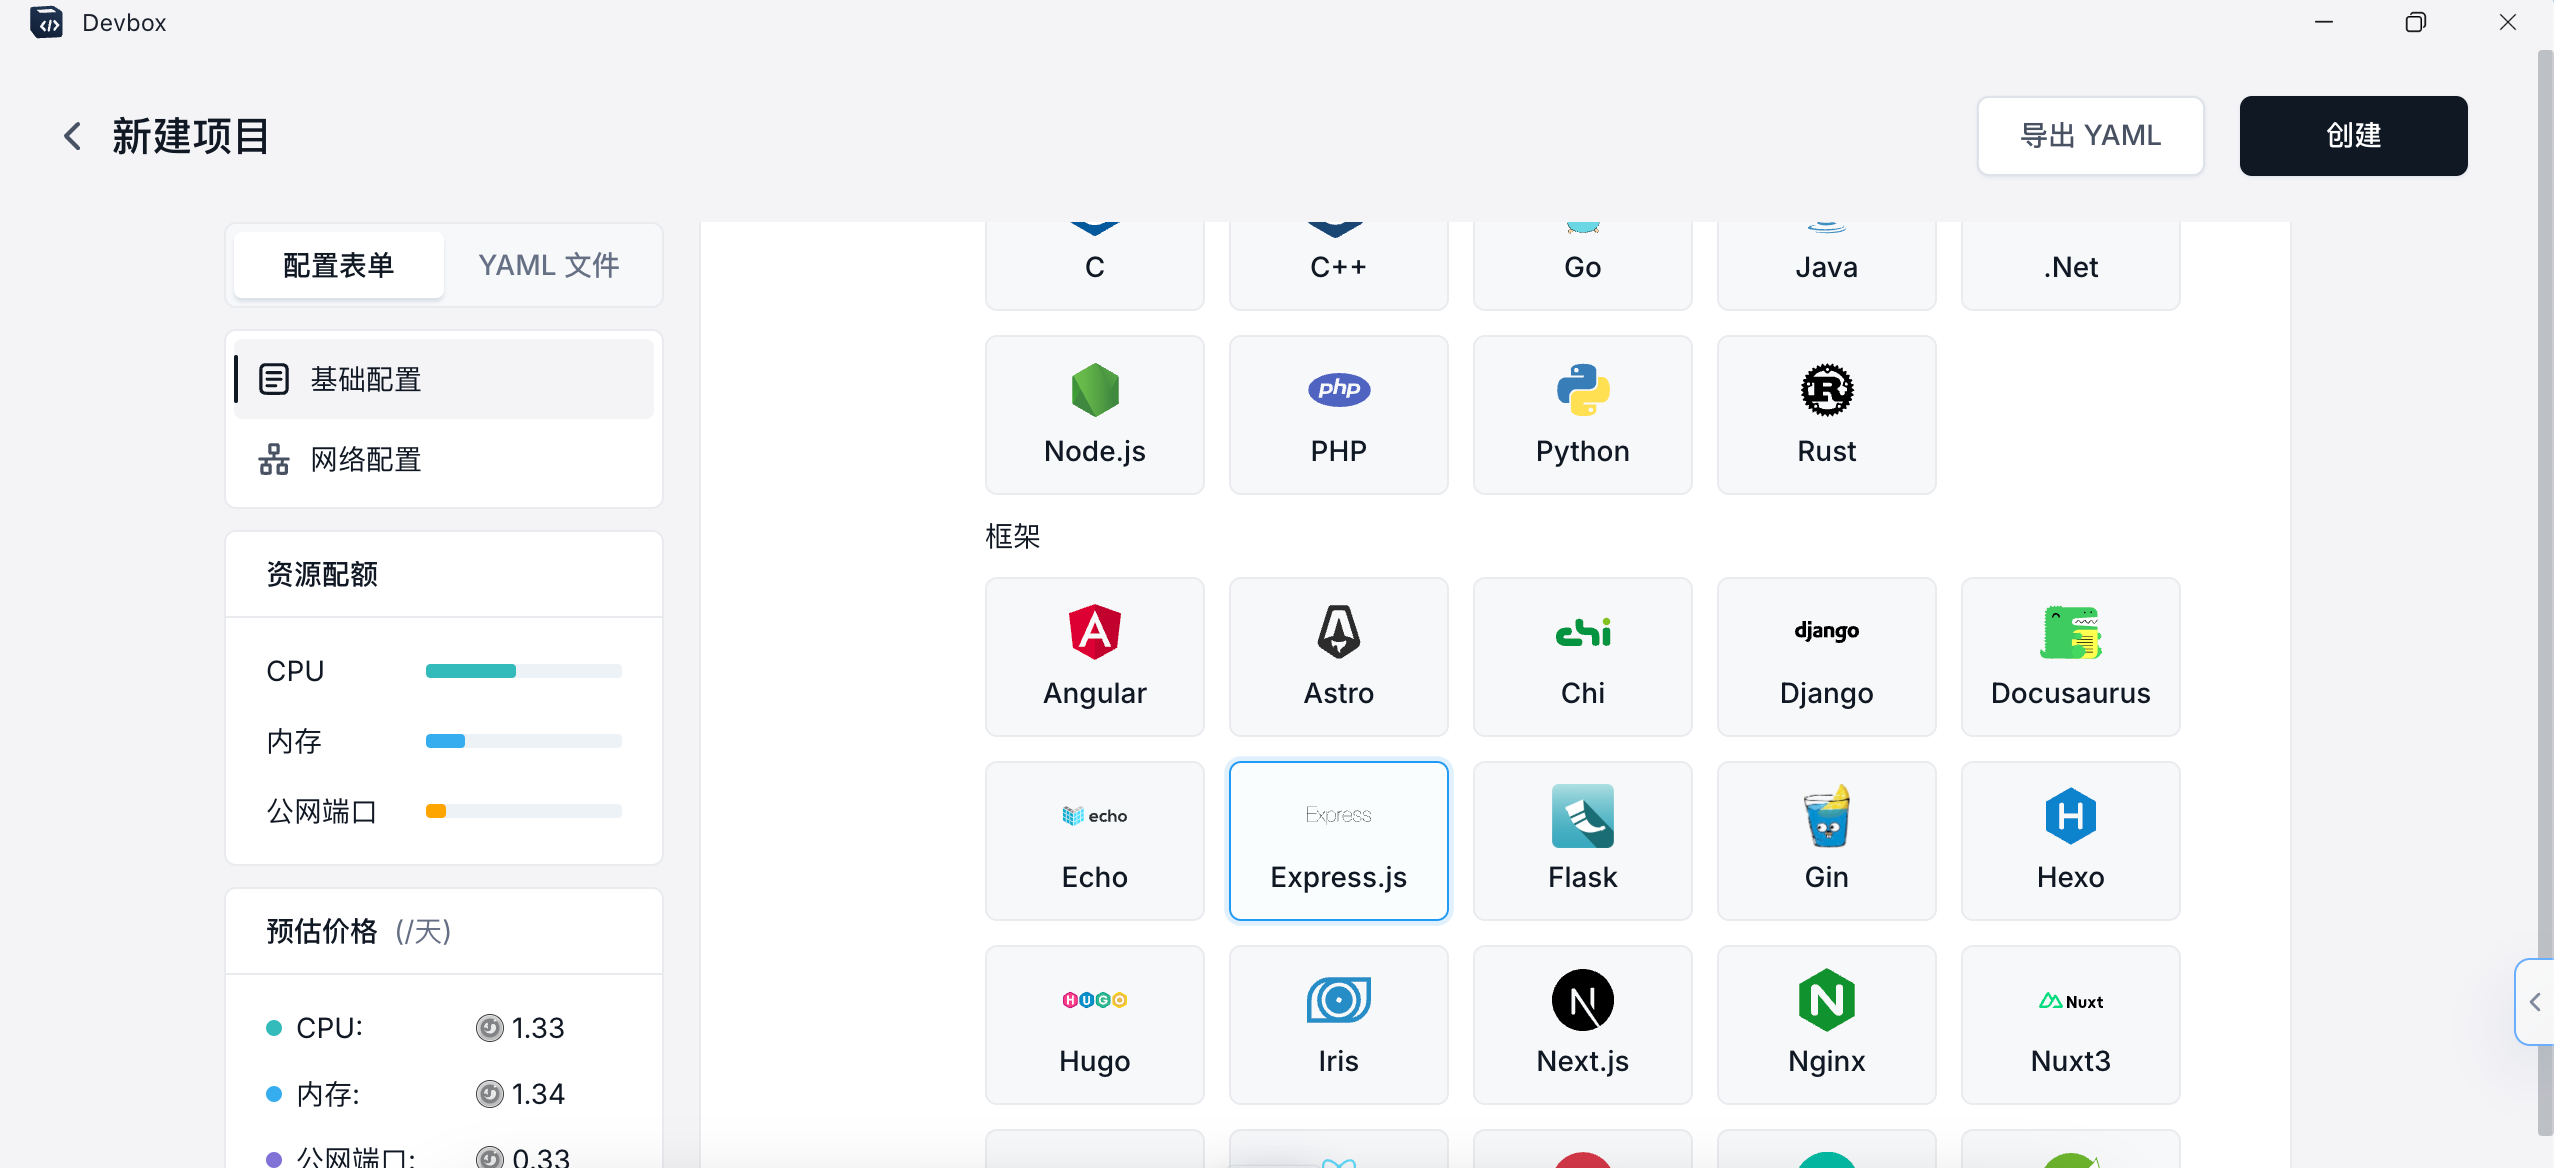 Devbox
新建项目
导出 YAML
创建
配置表单
YAML 文件
基础配置
网络配置
资源配额
CPU
内存
公网端口
预估价格 (/天)
CPU: 1.33
内存: 1.34
公网端口: 0.33
C
C++
Go
Java
.Net
php
Node.js
PHP
Python
Rust
框架
chi
django
Angular
Astro
Chi
Django
Docusaurus
echo
Express
Echo
Express.js
Flask
Gin
Hexo
HUGO
Nuxt
Hugo
Iris
Next.js
Nginx
Nuxt3